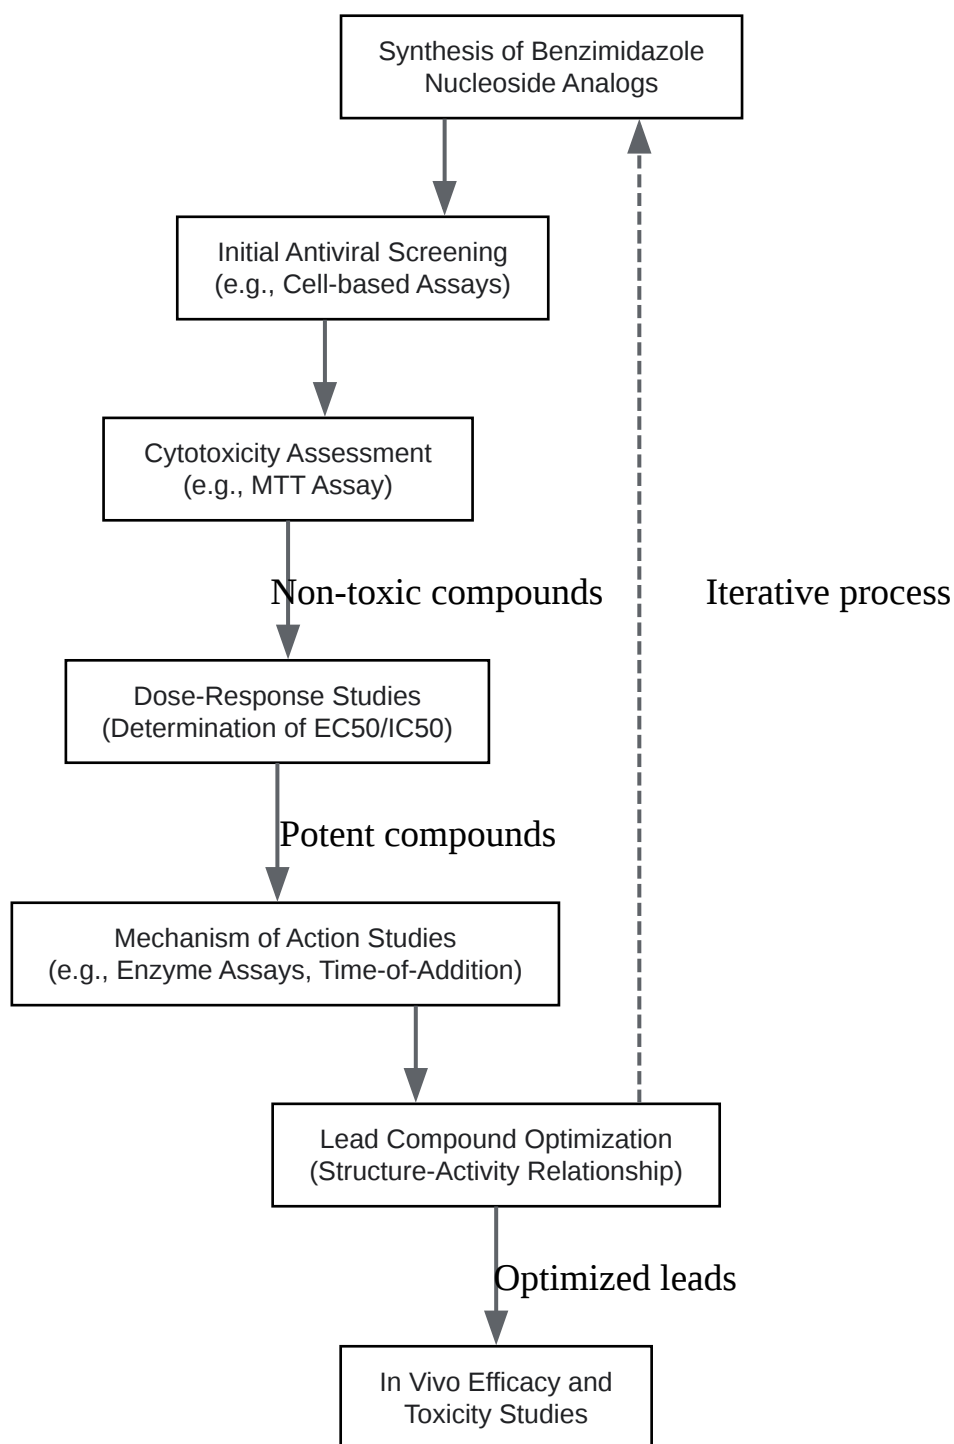 Synthesis of Benzimidazole
Nucleoside Analogs
Initial Antiviral Screening
(e.g., Cell-based Assays)
Cytotoxicity Assessment
(e.g., MTT Assay)
Non-toxic compounds
Iterative process
Dose-Response Studies
(Determination of EC50/IC50)
Potent compounds
Mechanism of Action Studies
(e.g., Enzyme Assays, Time-of-Addition)
Lead Compound Optimization
(Structure-Activity Relationship)
Optimized leads
In Vivo Efficacy and
Toxicity Studies